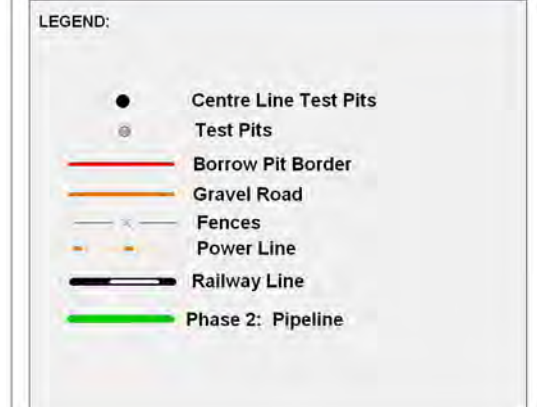 LEGEND:
Centre Line Test Pits
Test Pits
Borrow Pit Border
Gravel Road
Fences
Power Line
Railway Line
Phase 2: Pipeline